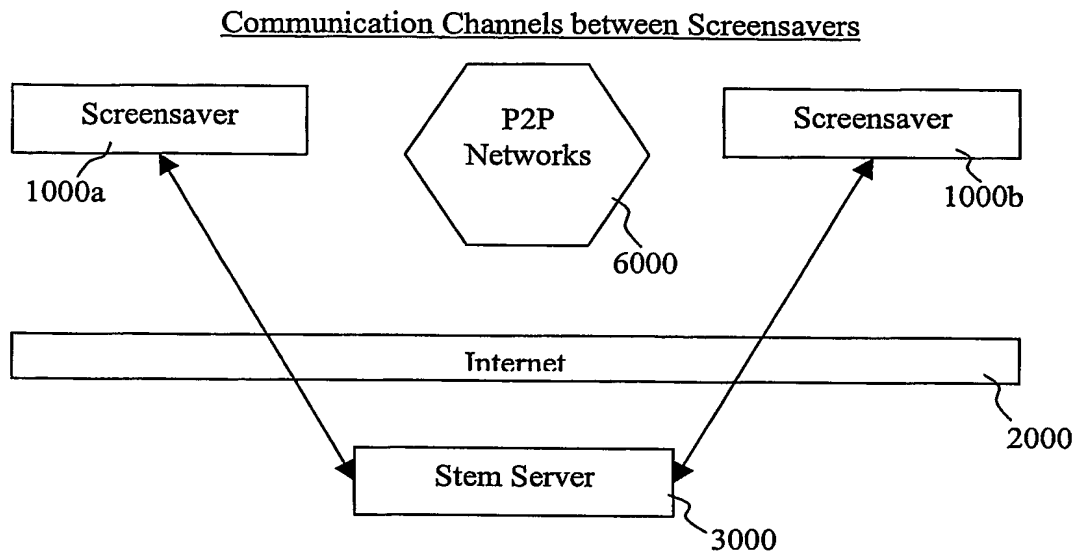 Communication Channels between Screensavers
Screensaver
P2P
Networks
Screensaver
1000a
1000b
6000
Internet
2000
Stem Server
3000